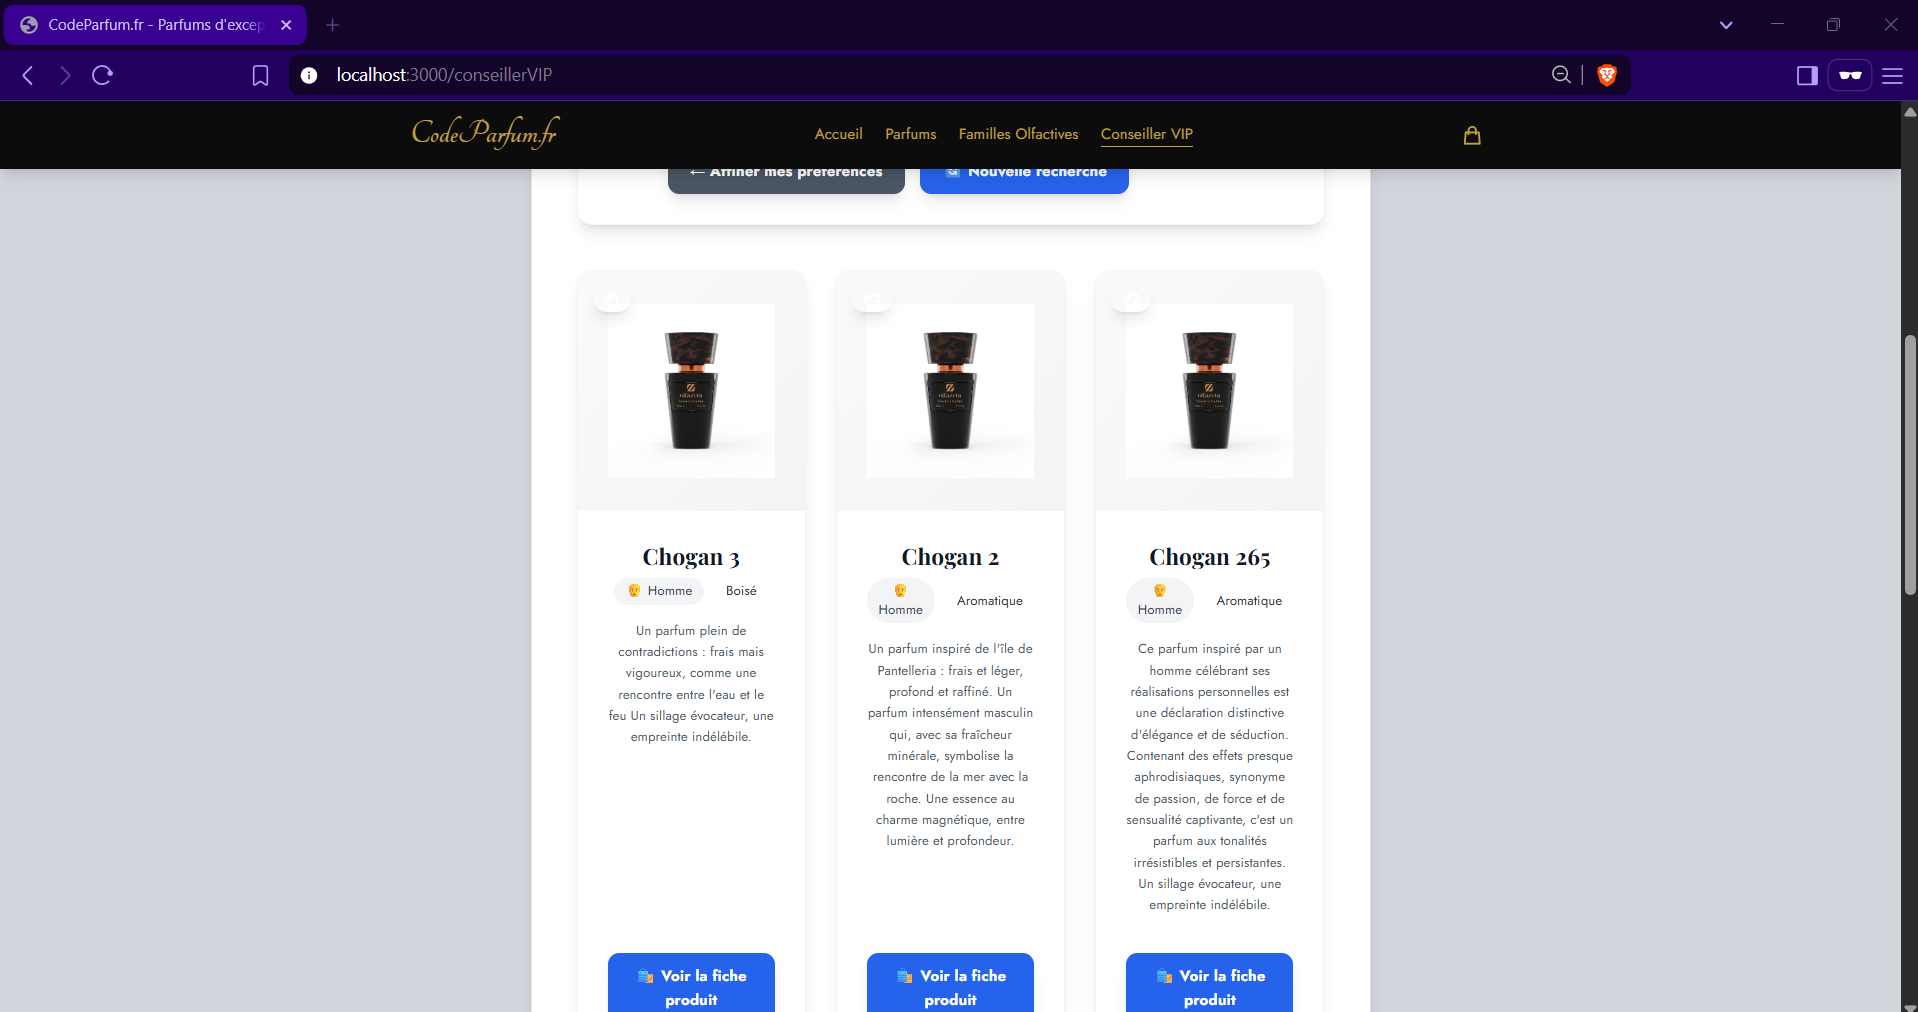 CodeParfum.fr - Parfums d'excep
localhost:3000/conseillerVIP
CodeParfum.fr
Accueil
Parfums
Familles Olfactives
Conseiller VIP
← Affiner mes préférences
Nouvelle recherche
#1
#2
#3
Chogan 3
Homme
Boisé
Un parfum plein de
contradictions : frais mais
vigoureux, comme une
rencontre entre l'eau et le
feu Un sillage évocateur, une
empreinte indélébile.
Voir la fiche
produit
Chogan 2
Homme
Aromatique
Un parfum inspiré de l'île de
Pantelleria : frais et léger,
profond et raffiné. Un
parfum intensément masculin
qui, avec sa fraîcheur
minérale, symbolise la
rencontre de la mer avec la
roche. Une essence au
charme magnétique, entre
lumière et profondeur.
Voir la fiche
produit
Chogan 265
Homme
Aromatique
Ce parfum inspiré par un
homme célébrant ses
réalisations personnelles est
une déclaration distinctive
d'élégance et de séduction.
Contenant des effets presque
aphrodisiaques, synonyme
de passion, de force et de
sensualité captivante, c'est un
parfum aux tonalités
irrésistibles et persistantes.
Un sillage évocateur, une
empreinte indélébile.
Voir la fiche
produit